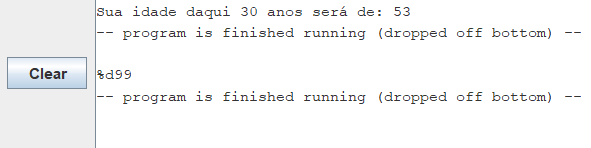 Sua idade daqui 30 anos será de: 53
-- program is finished running (dropped off bottom) --
Clear
%d99
-- program is finished running (dropped off bottom) --